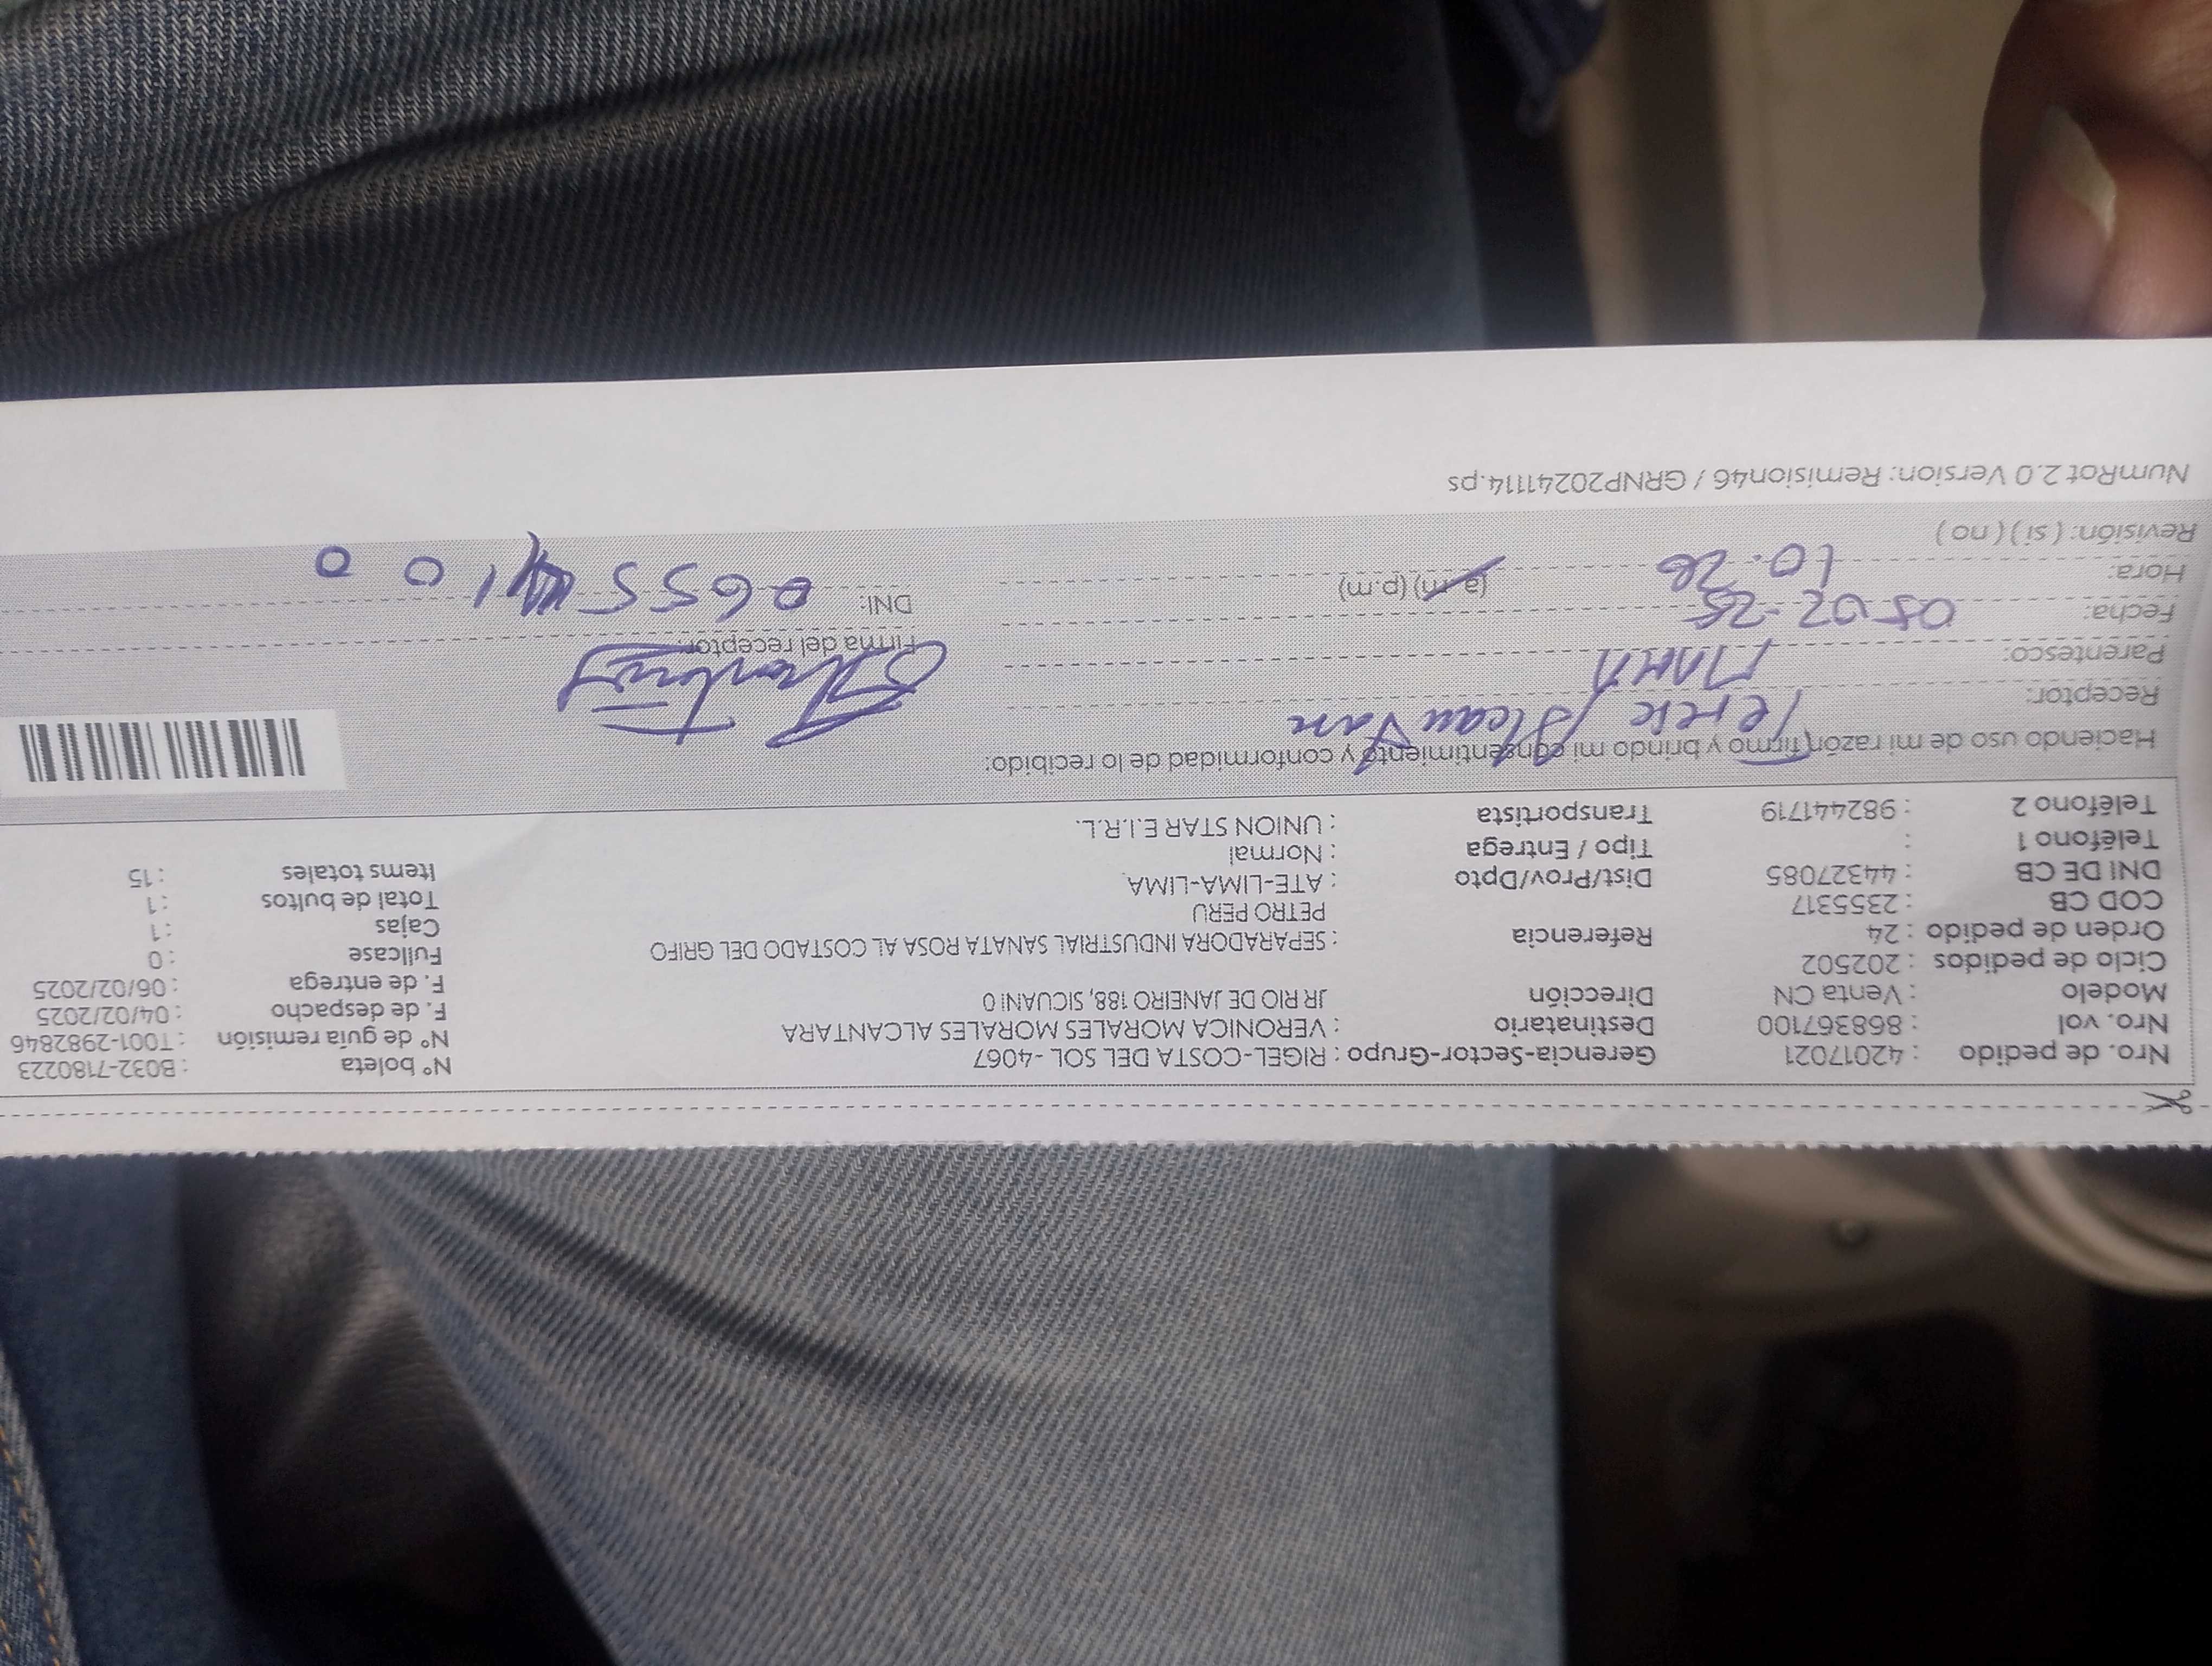 Nro. de pedido : 42017021 Gerencia-Sector-Grupo : RIGEL-COSTA DEL SOL -4067 N° boleta : B032-7180223
Nro. vol : 868367100 Destinatario : VERONICA MORALES MORALES ALCANTARA N° de guía remisión : T001-2982846
Modelo : Venta CN Dirección JR RIO DE JANEIRO 188, SICUANI 0 F. de despacho : 04/02/2025
Ciclo de pedidos : 202502 F. de entrega : 06/02/2025
Orden de pedido : 24 Referencia : SEPARADORA INDUSTRIAL SANATA ROSA AL COSTADO DEL GRIFO Fullcase : 0
COD CB : 2355317 PETRO PERU Cajas : 1
DNI DE CB : 44327085 Dist/Prov/Dpto : ATE-LIMA-LIMA Total de bultos : 1
Teléfono 1 : Tipo / Entrega : Normal Items totales : 15
Teléfono 2 : 982441719 Transportista : UNION STAR E.I.R.L.
Haciendo uso de mi razón, firmo y brindo mi consentimiento y conformidad de lo recibido:
Receptor:
Parentesco: MAMA Firma del receptor:
Fecha: 05-02-25 DNI:
Hora: 10.26 (a.m) (p.m)
Revisión: ( si ) ( no )
NumRot 2.0 Version: Remision46 / GRNP20241114.ps